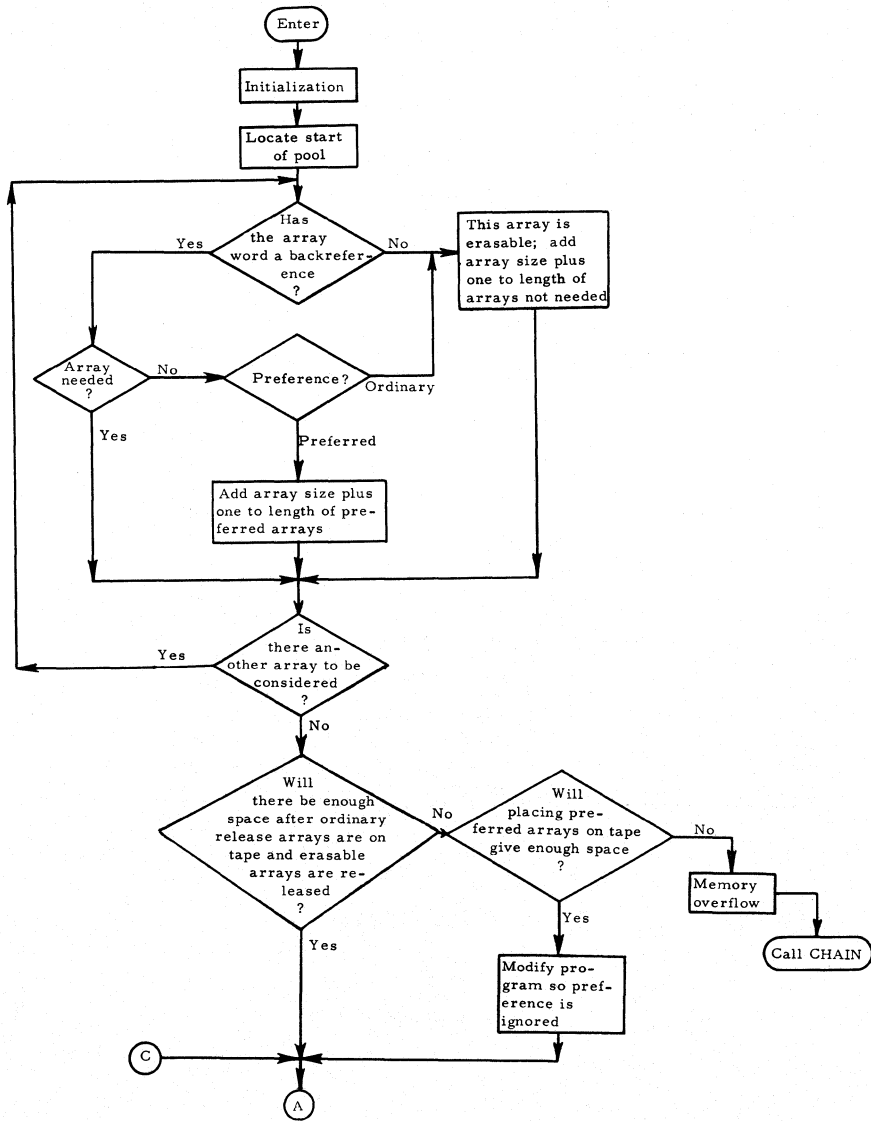 Enter
Initialization
Locate start
of pool
Has
the array
word a backrefer-
ence
?
Yes
No
This array is
erasable; add
array size plus
one to length of
arrays not needed
Array
needed
?
No
Preference?
Ordinary
Yes
Preferred
Add array size plus
one to length of pre-
ferred arrays
Is
there an-
other array to be
considered
?
Yes
No
Will
there be enough
space after ordinary
release arrays are on
tape and erasable
arrays are re-
leased
?
No
Will
placing pre-
ferred arrays on tape
give enough space
?
No
Memory
overflow
Call CHAIN
Yes
Yes
Modify pro-
gram so pref-
erence is
ignored
C
A